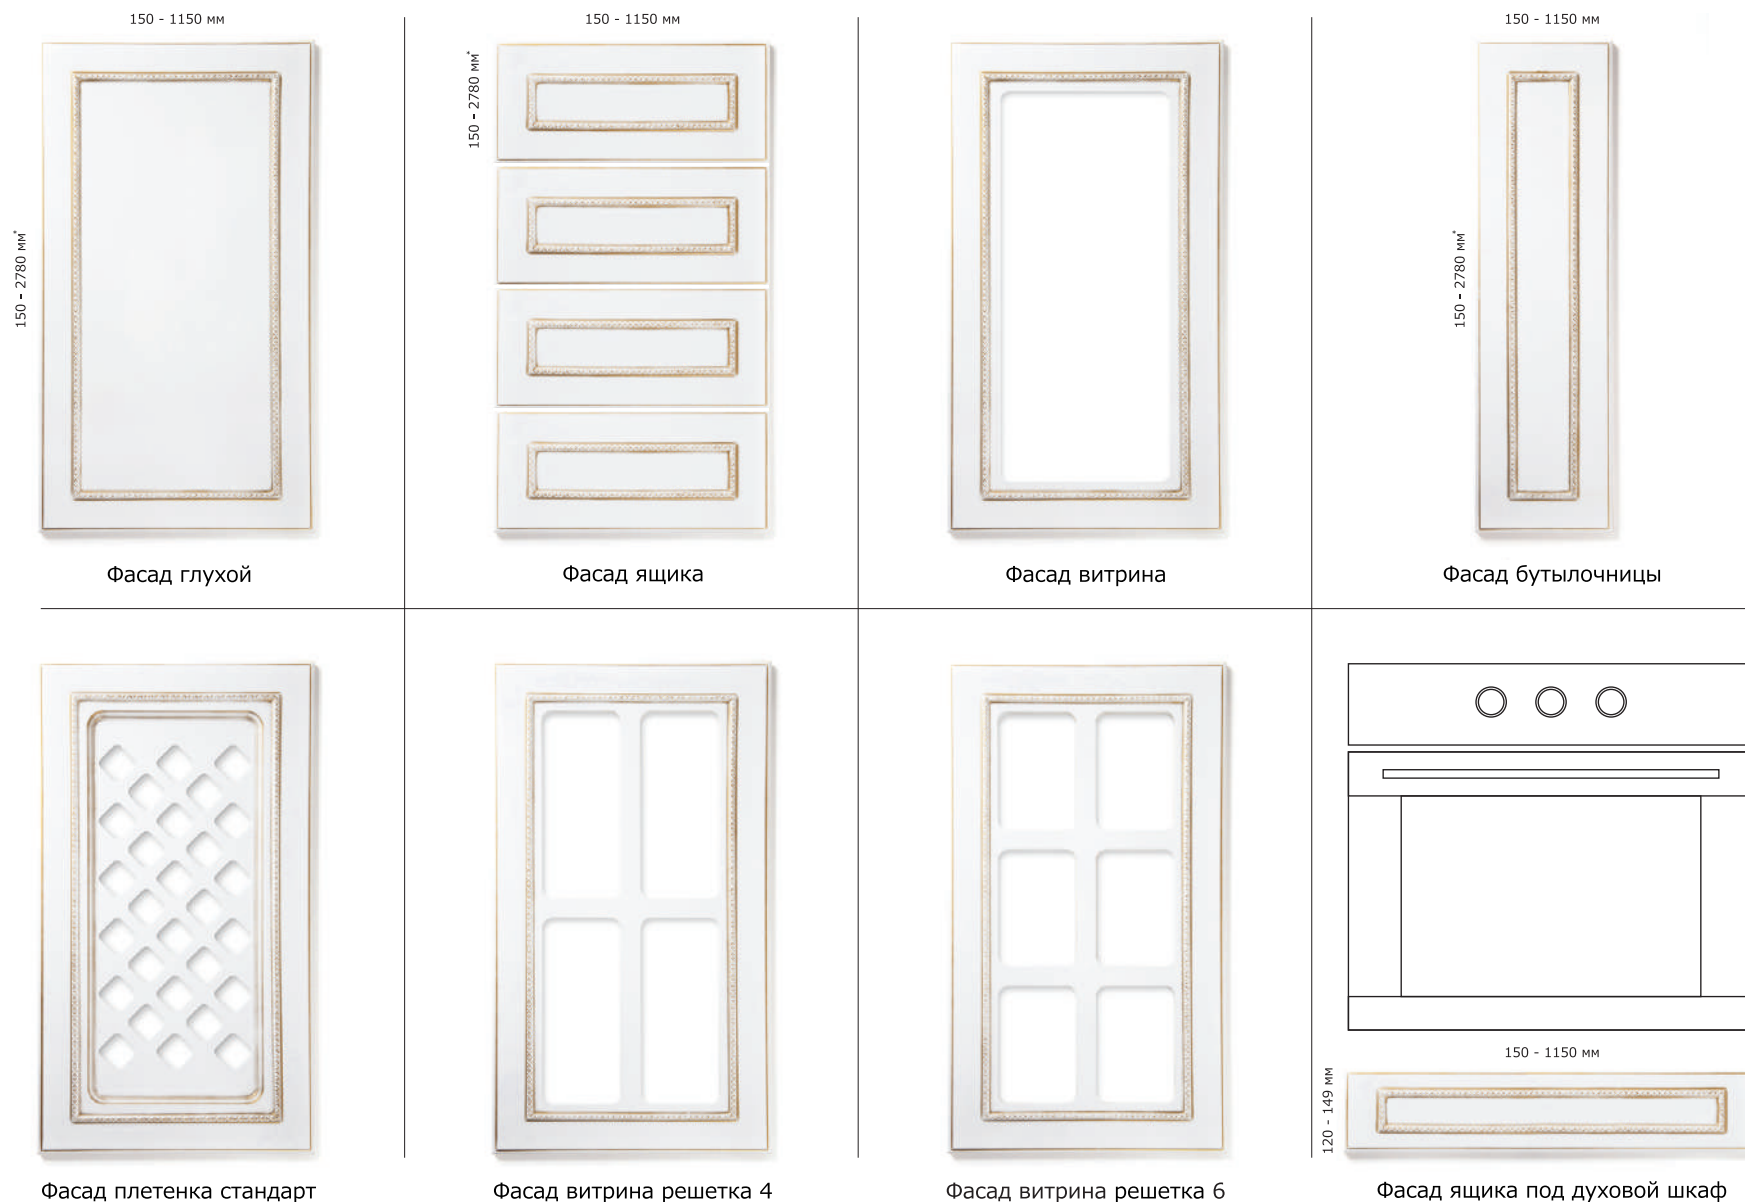 150 - 1150 мм
150 - 1150 мм
150 - 1150 мм
150 - 2780 мм*
150 - 2780 мм*
150 - 2780 мм*
Фасад глухой
Фасад ящика
Фасад витрина
Фасад бутылочницы
150 - 1150 мм
120 - 149 мм
Фасад плетенка стандарт
Фасад витрина решетка 4
Фасад витрина решетка 6
Фасад ящика под духовой шкаф